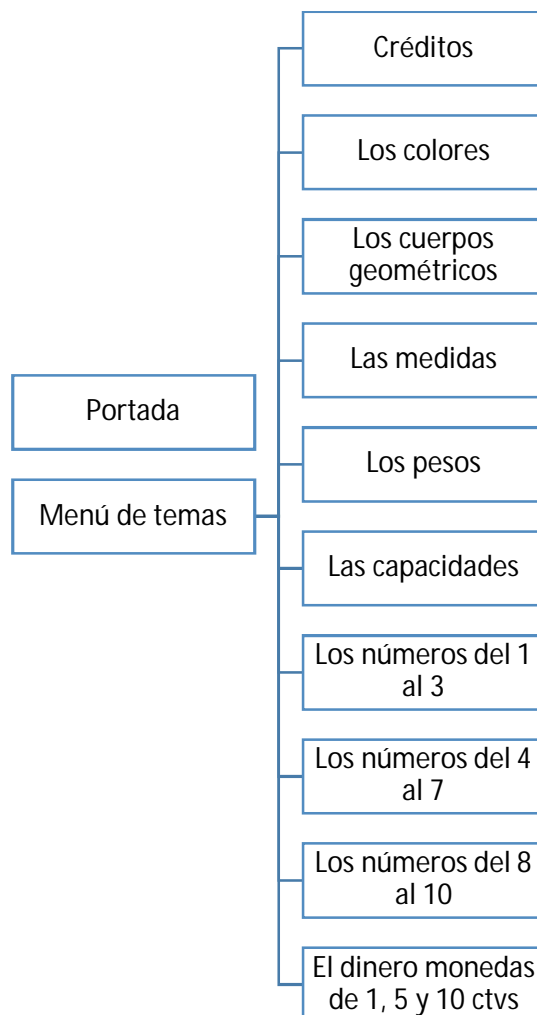 Portada
Menú de temas
Créditos
Los colores
Los cuerpos
geométricos
Las medidas
Los pesos
Las capacidades
Los números del 1
al 3
Los números del 4
al 7
Los números del 8
al 10
El dinero monedas
de 1, 5 y 10 ctvs